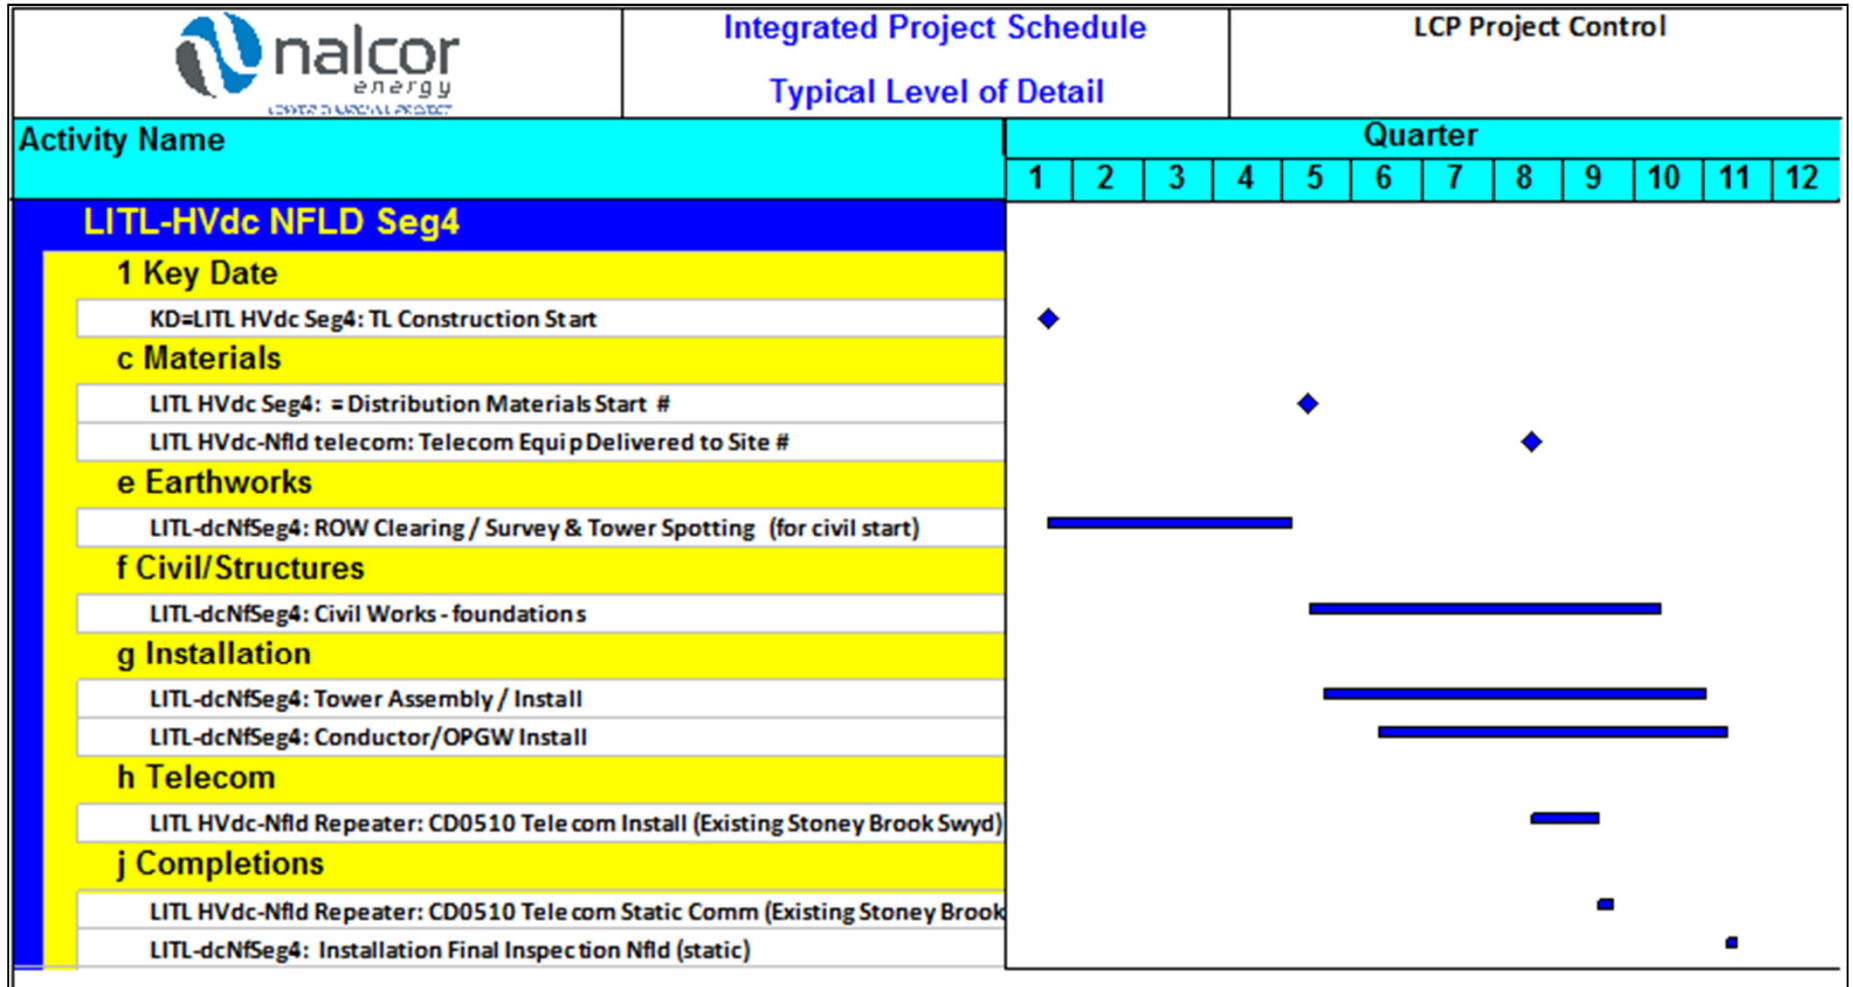 nalcor
energy
Integrated Project Schedule
Typical Level of Detail
LCP Project Control
Activity Name
Quarter
1 2 3 4 5 6 7 8 9 10 11 12
LITL-HVdc NFLD Seg4
1 Key Date
KD=LITL HVdc Seg4: TL Construction Start
c Materials
LITL HVdc Seg4: = Distribution Materials Start #
LITL HVdc-Nfld telecom: Telecom Equip Delivered to Site #
e Earthworks
LITL-dcNfSeg4: ROW Clearing / Survey & Tower Spotting (for civil start)
f Civil/Structures
LITL-dcNfSeg4: Civil Works - foundations
g Installation
LITL-dcNfSeg4: Tower Assembly / Install
LITL-dcNfSeg4: Conductor/OPGW Install
h Telecom
LITL HVdc-Nfld Repeater: CD0510 Telecom Install (Existing Stoney Brook Swyd)
j Completions
LITL HVdc-Nfld Repeater: CD0510 Telecom Static Comm (Existing Stoney Brook
LITL-dcNfSeg4: Installation Final Inspection Nfld (static)